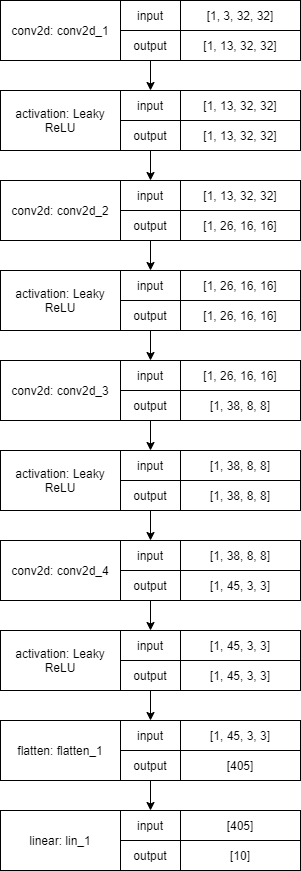 conv2d: conv2d_1
input
[1, 3, 32, 32]
output
[1, 13, 32, 32]
activation: Leaky
ReLU
input
[1, 13, 32, 32]
output
[1, 13, 32, 32]
conv2d: conv2d_2
input
[1, 13, 32, 32]
output
[1, 26, 16, 16]
activation: Leaky
ReLU
input
[1, 26, 16, 16]
output
[1, 26, 16, 16]
conv2d: conv2d_3
input
[1, 26, 16, 16]
output
[1, 38, 8, 8]
activation: Leaky
ReLU
input
[1, 38, 8, 8]
output
[1, 38, 8, 8]
conv2d: conv2d_4
input
[1, 38, 8, 8]
output
[1, 45, 3, 3]
activation: Leaky
ReLU
input
[1, 45, 3, 3]
output
[1, 45, 3, 3]
flatten: flatten_1
input
[1, 45, 3, 3]
output
[405]
linear: lin_1
input
[405]
output
[10]